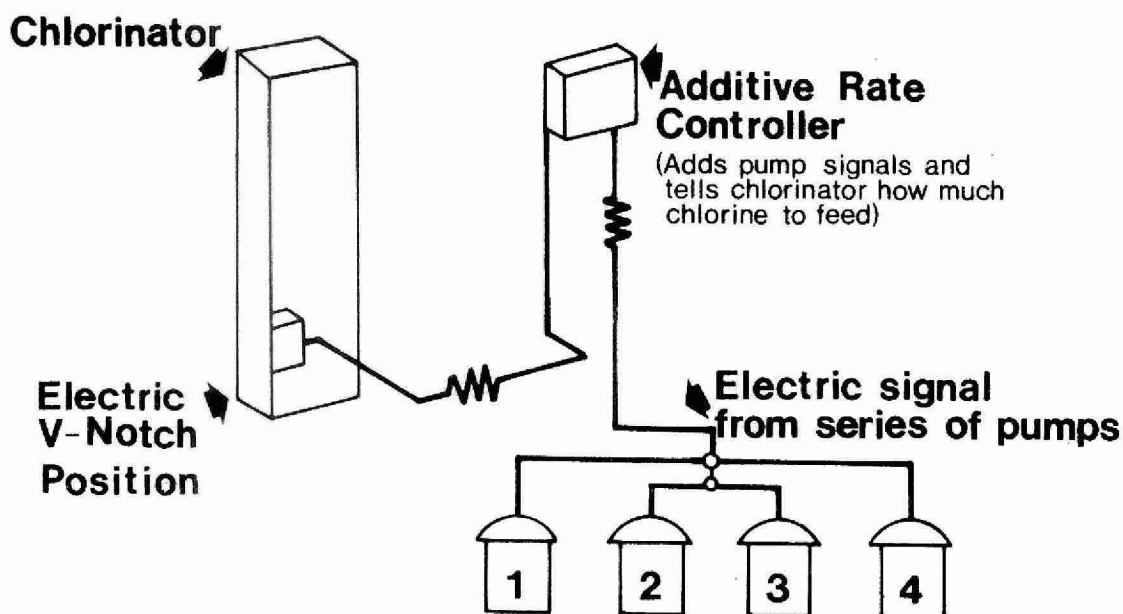 Chlorinator
Additive Rate
Controller
(Adds pump signals and
tells chlorinator how much
chlorine to feed)
Electric
V-Notch
Position
Electric signal
from series of pumps
1 2 3 4